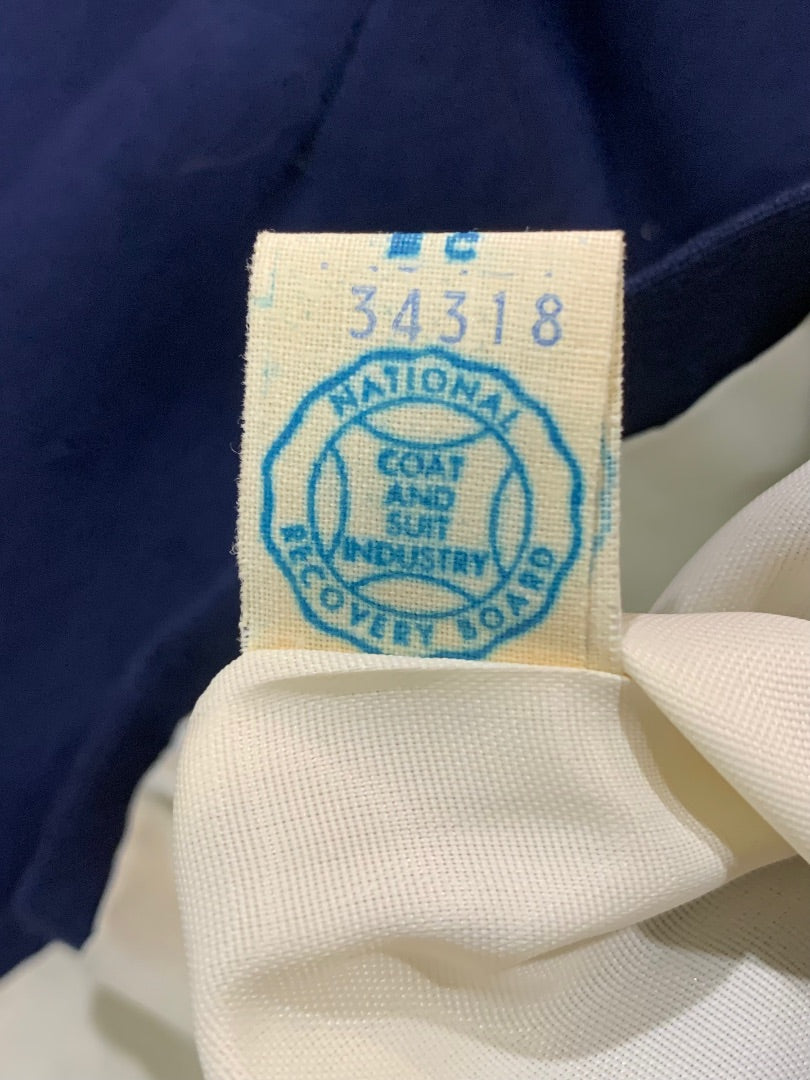 34318
NATIONAL
COAT
AND
SUIT
INDUSTRY
RECOVERY BOARD